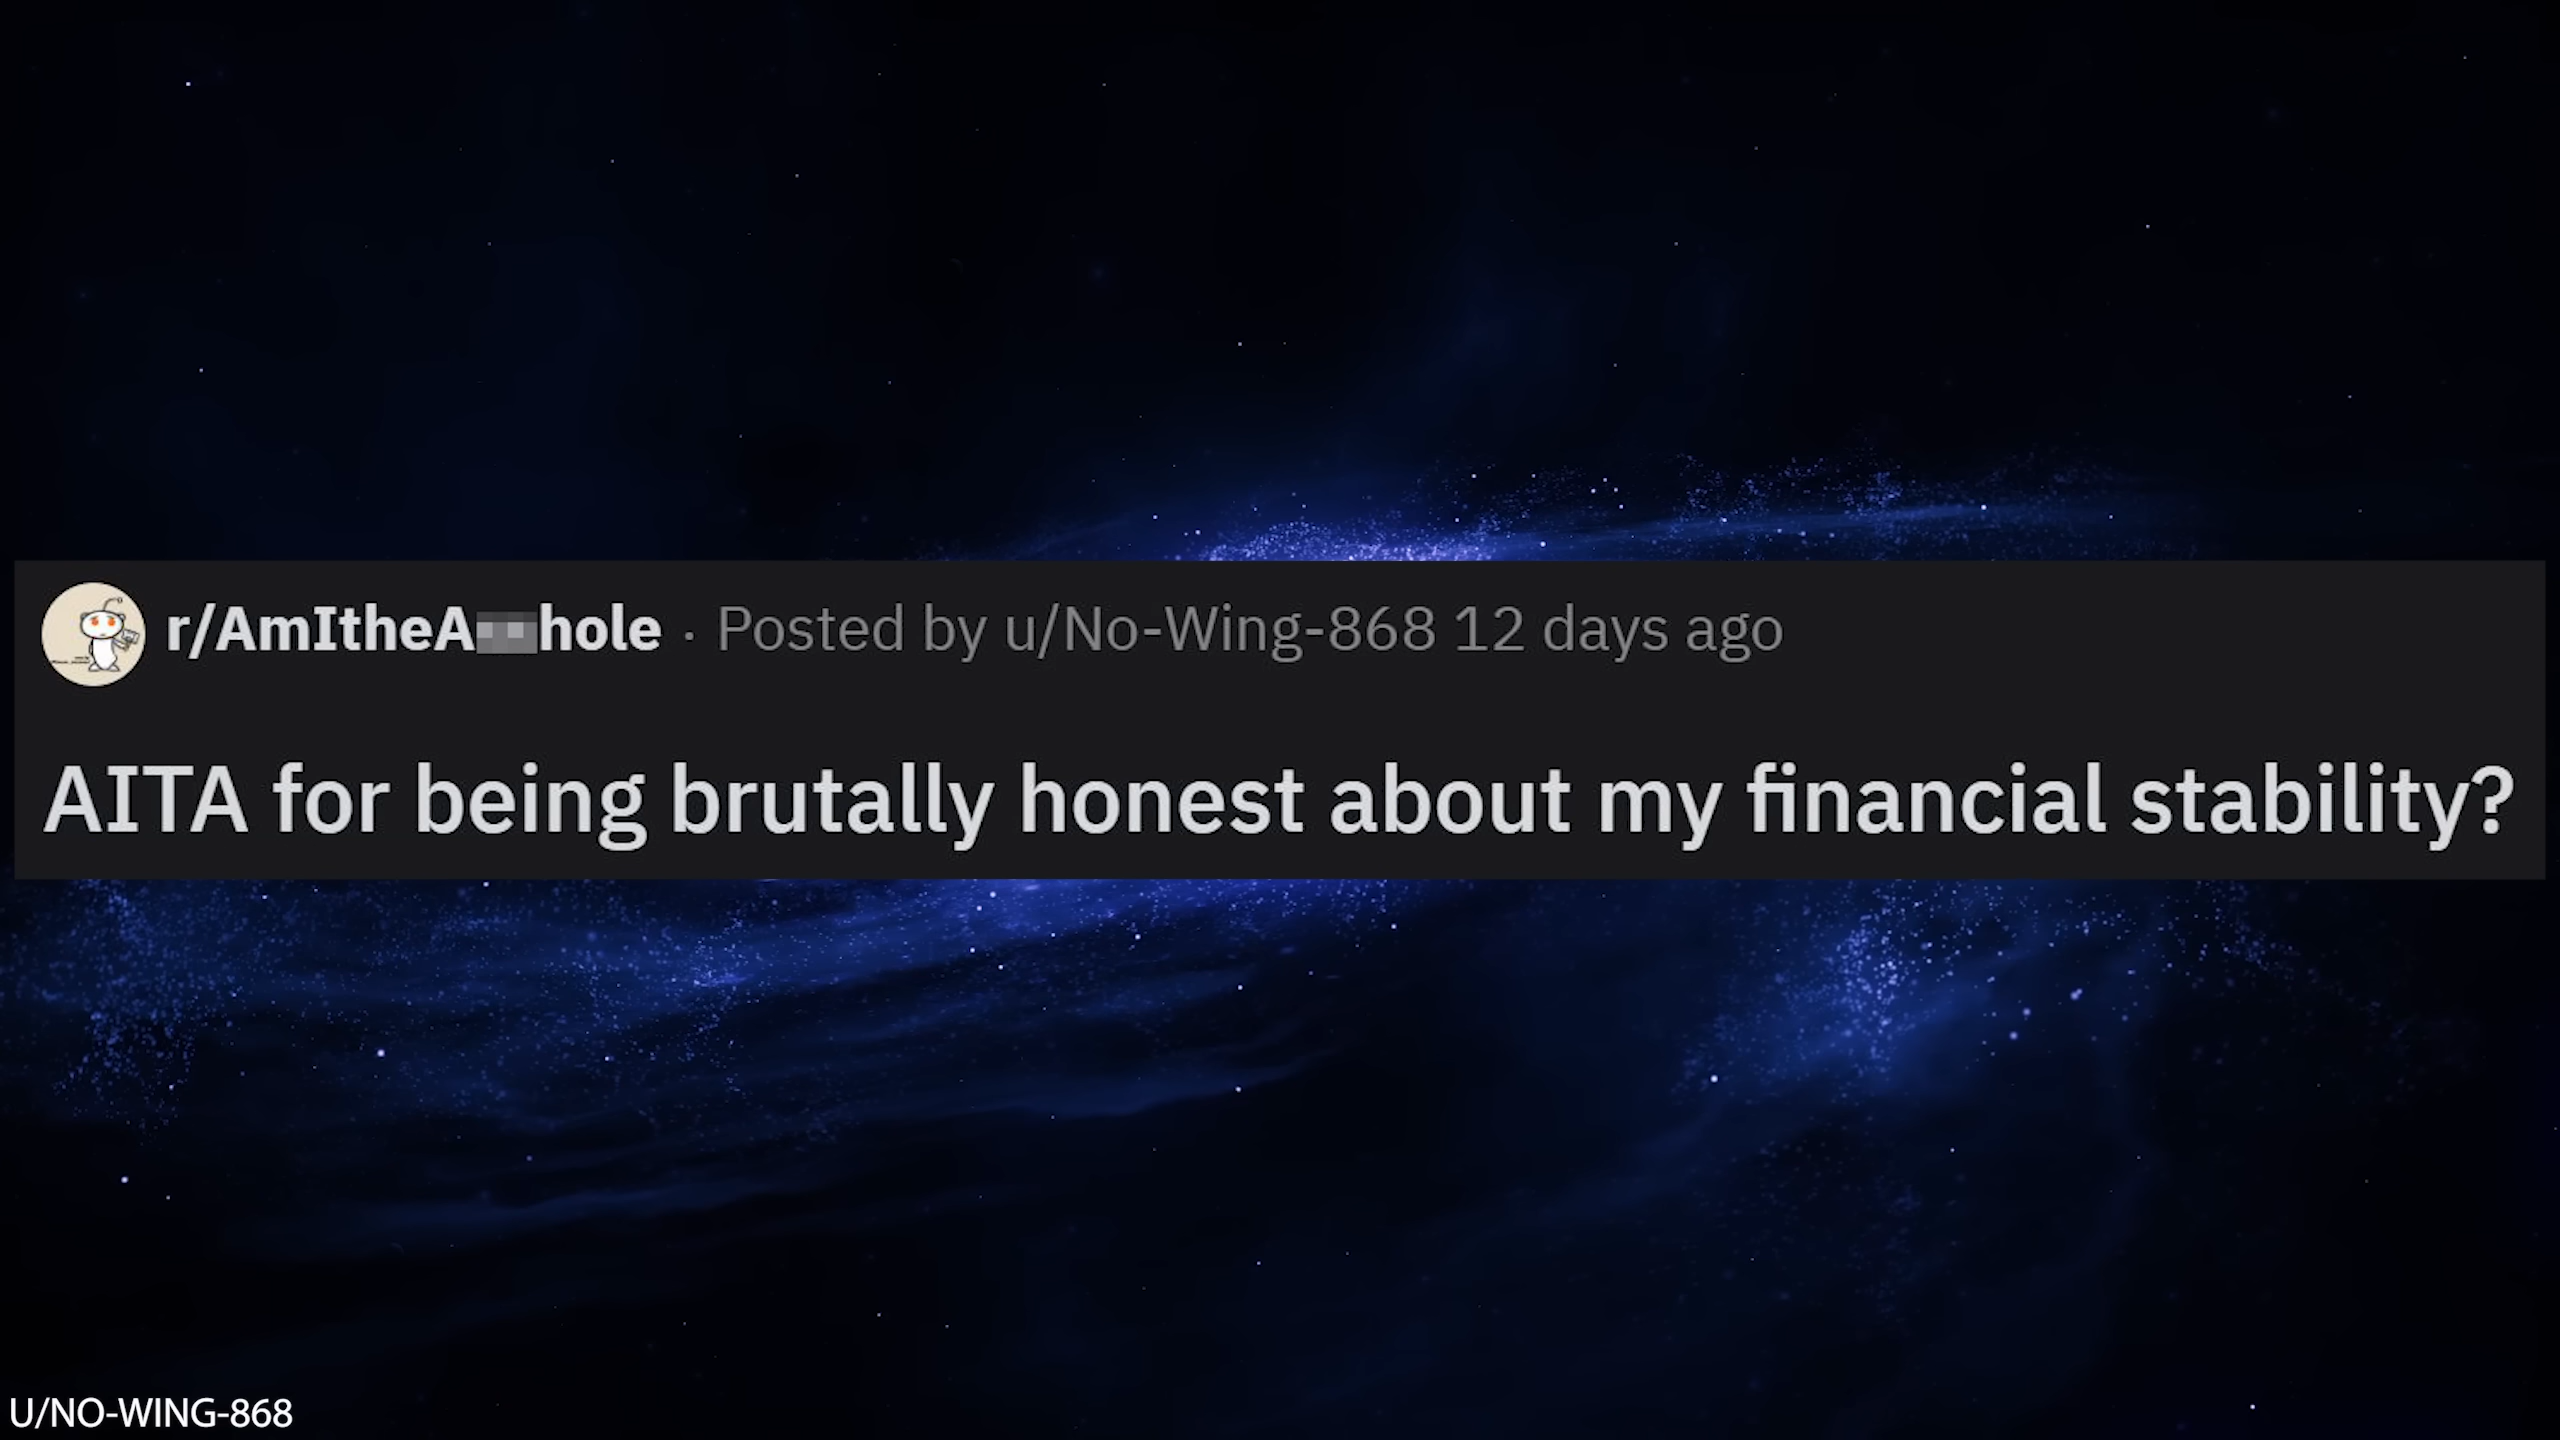 r/AmItheA hole · Posted by u/No-Wing-868 12 days ago
AITA for being brutally honest about my financial stability?
U/NO-WING-868